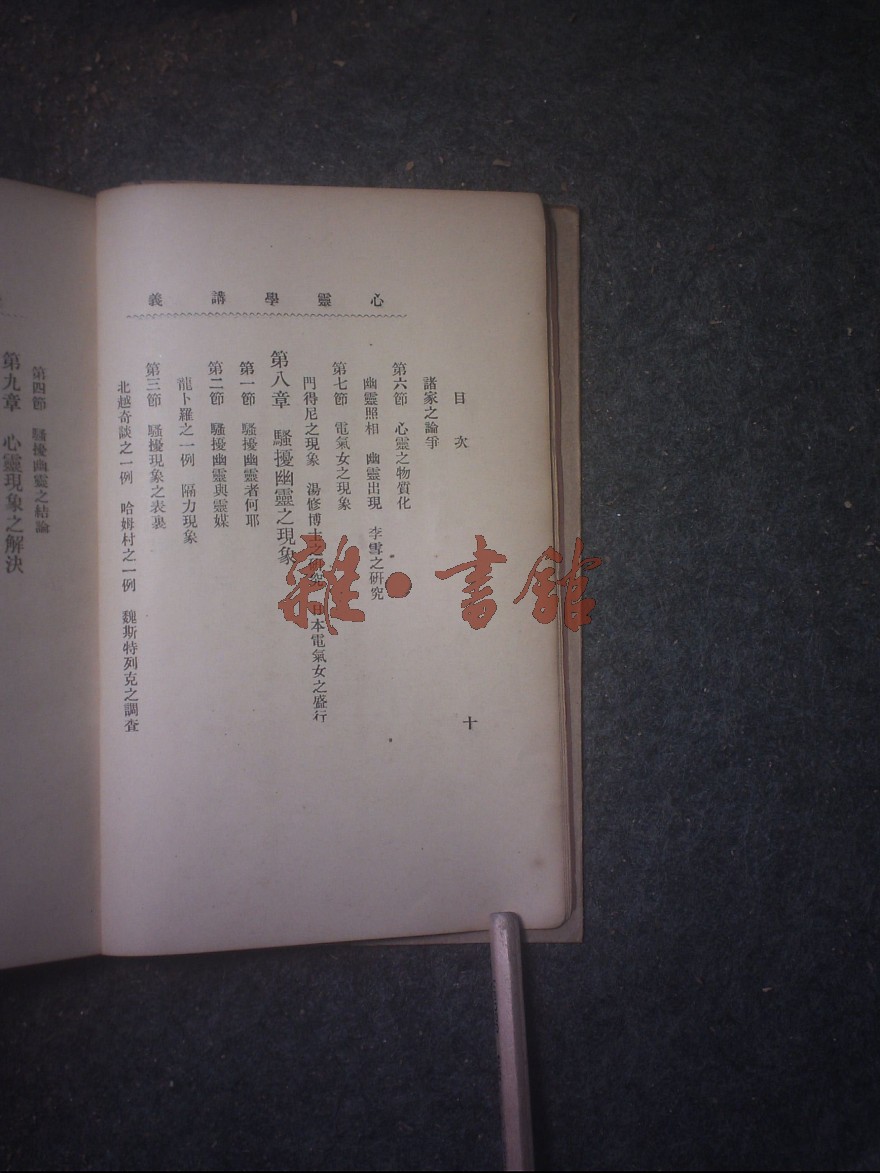 心靈學講義
目次
十
諸家之論爭
第六節　心靈之物質化
幽靈照相　幽靈出現　李雪之研究
第七節　電氣女之現象
門得尼之現象　湯修博士之研究　日本電氣女之盛行
第八章　騷擾幽靈之現象
第一節　騷擾幽靈者何耶
第二節　騷擾幽靈與靈媒
龍卜羅之一例　隔力現象
第三節　騷擾現象之表裏
北越奇談之一例　哈姆村之一例　魏斯特列克之調查
第四節　騷擾幽靈之結論
第九章　心靈現象之解決
雜·書館